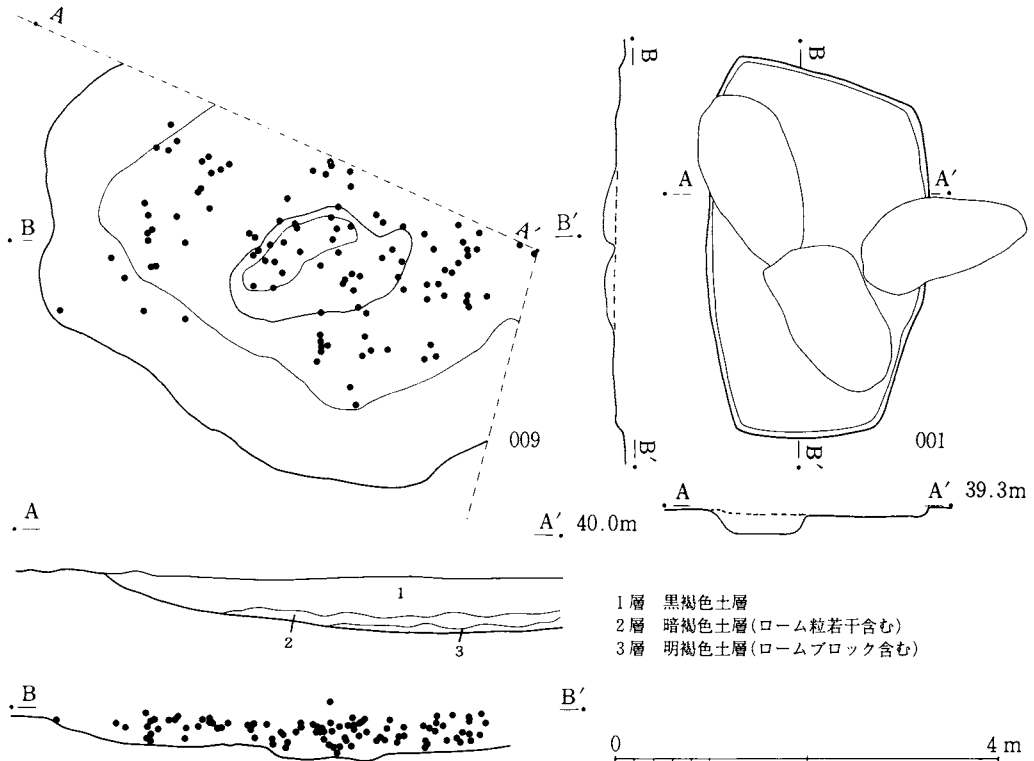 A
B
B′
A′
009
B
A
A′
001
B′
A
A′ 39.3m
A
A′ 40.0m
1
2
3
1層 黒褐色土層
2層 暗褐色土層(ローム粒若干含む)
3層 明褐色土層(ロームブロック含む)
B
B′
0 4m
B
B′